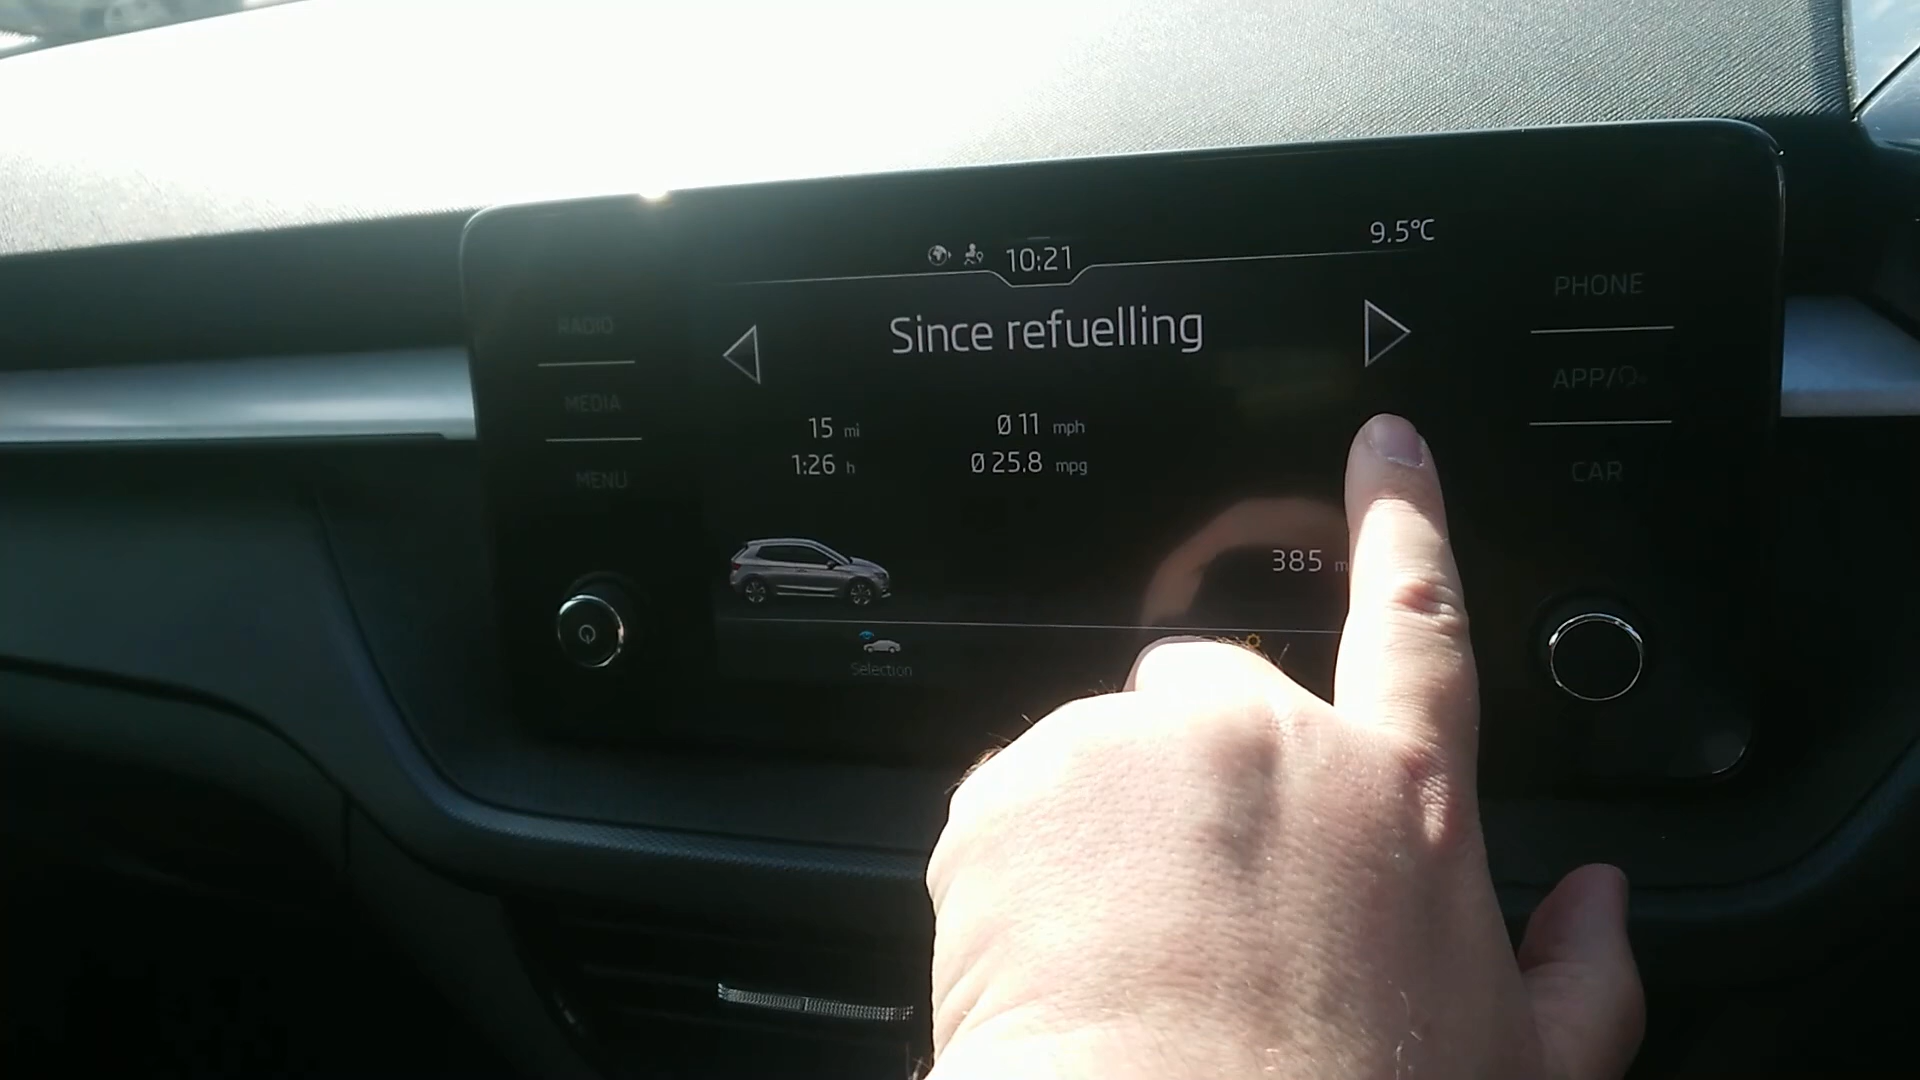 10:21
9.5°C
Since refuelling
RADIO
MEDIA
MENU
15 mi
Ø 11 mph
1:26 h
Ø 25.8 mpg
385 m
Selection
PHONE
APP/
CAR